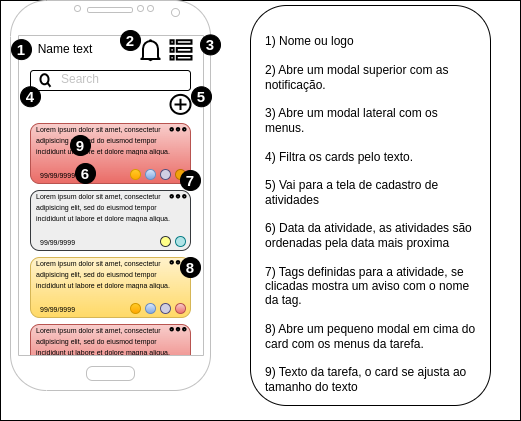 1
Name text
2
3
Search
4
5
Lorem ipsum dolor sit amet, consectetur
adipiscing elit, sed do eiusmod tempor
9
incididunt ut labore et dolore magna aliqua.
99/99/9999
6
7
Lorem ipsum dolor sit amet, consectetur
adipiscing elit, sed do eiusmod tempor
incididunt ut labore et dolore magna aliqua.
99/99/9999
Lorem ipsum dolor sit amet, consectetur
8
adipiscing elit, sed do eiusmod tempor
incididunt ut labore et dolore magna aliqua.
99/99/9999
Lorem ipsum dolor sit amet, consectetur
adipiscing elit, sed do eiusmod tempor
incididunt ut labore et dolore magna aliqua.
1) Nome ou logo
2) Abre um modal superior com as
notificação.
3) Abre um modal lateral com os
menus.
4) Filtra os cards pelo texto.
5) Vai para a tela de cadastro de
atividades
6) Data da atividade, as atividades são
ordenadas pela data mais proxima
7) Tags definidas para a atividade, se
clicadas mostra um aviso com o nome
da tag.
8) Abre um pequeno modal em cima do
card com os menus da tarefa.
9) Texto da tarefa, o card se ajusta ao
tamanho do texto